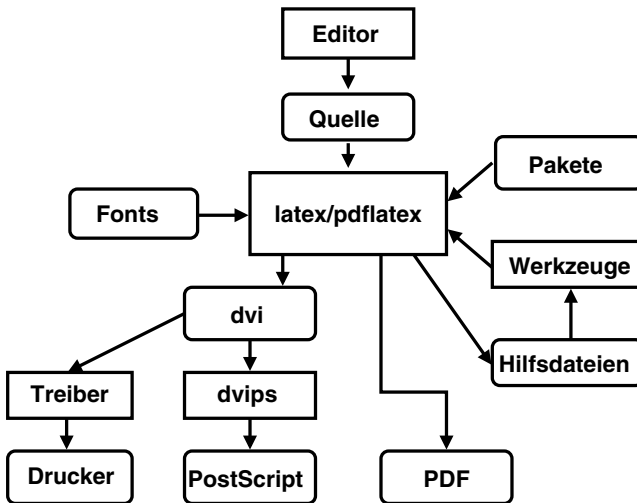 Editor
Quelle
Pakete
Fonts
latex/pdflatex
Werkzeuge
dvi
Hilfsdateien
Treiber
dvips
Drucker
PostScript
PDF